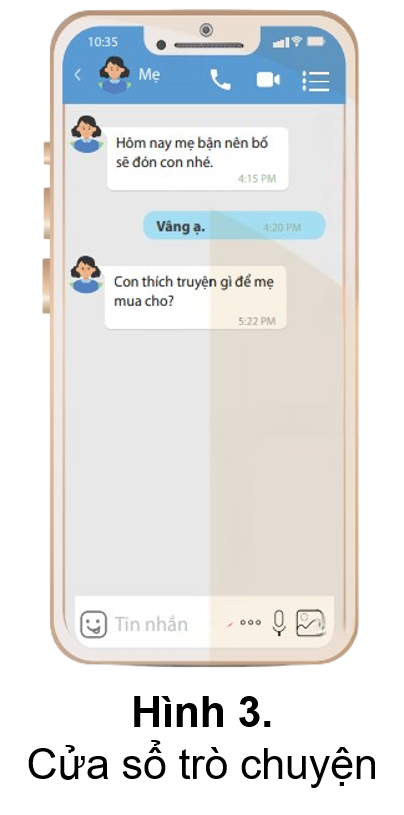 10:35
Mẹ
Hôm nay mẹ bận nên bố
sẽ đón con nhé.
4:15 PM
Vâng ạ. 4:20 PM
Con thích truyện gì để mẹ
mua cho?
5:22 PM
Tin nhắn
Hình 3.
Cửa sổ trò chuyện